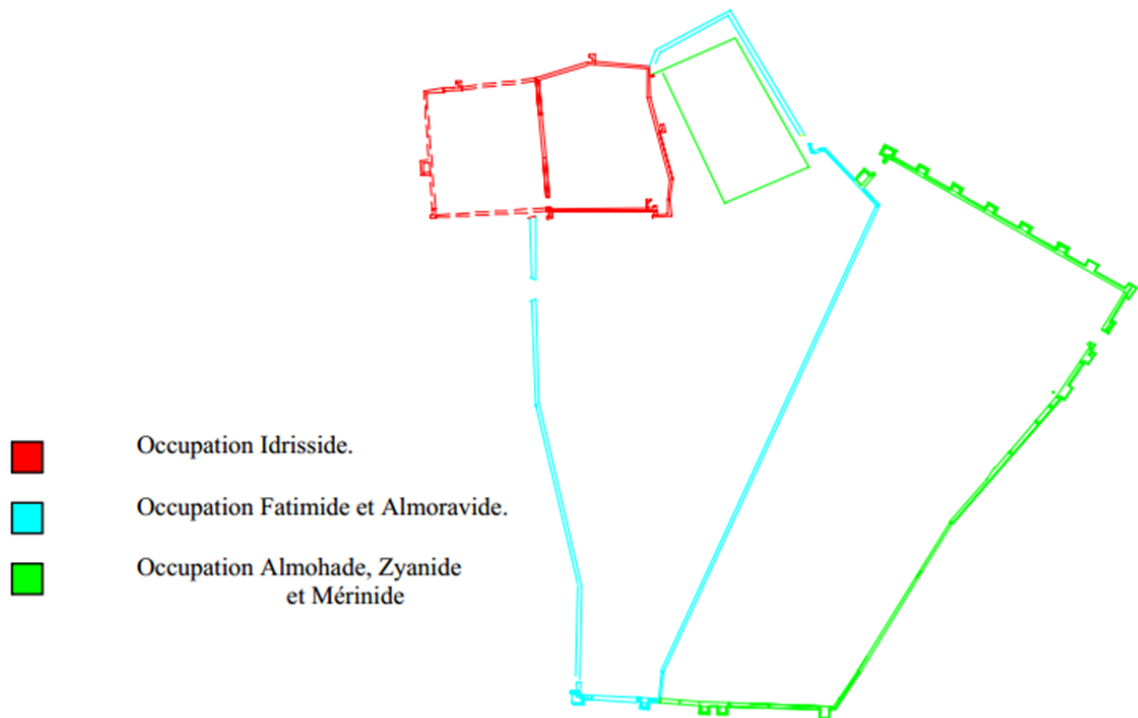 Occupation Idrisside.
Occupation Fatimide et Almoravide.
Occupation Almohade, Zyanide
et Mérinide